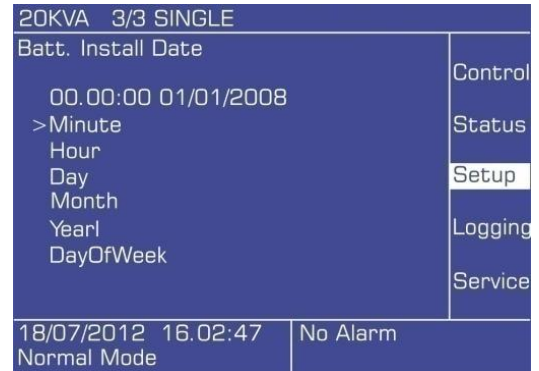 20KVA 3/3 SINGLE
Batt. Install Date
00.00:00 01/01/2008
>Minute
Hour
Day
Month
Yearl
DayOfWeek
Control
Status
Setup
Logging
Service
18/07/2012 16.02:47
Normal Mode
No Alarm